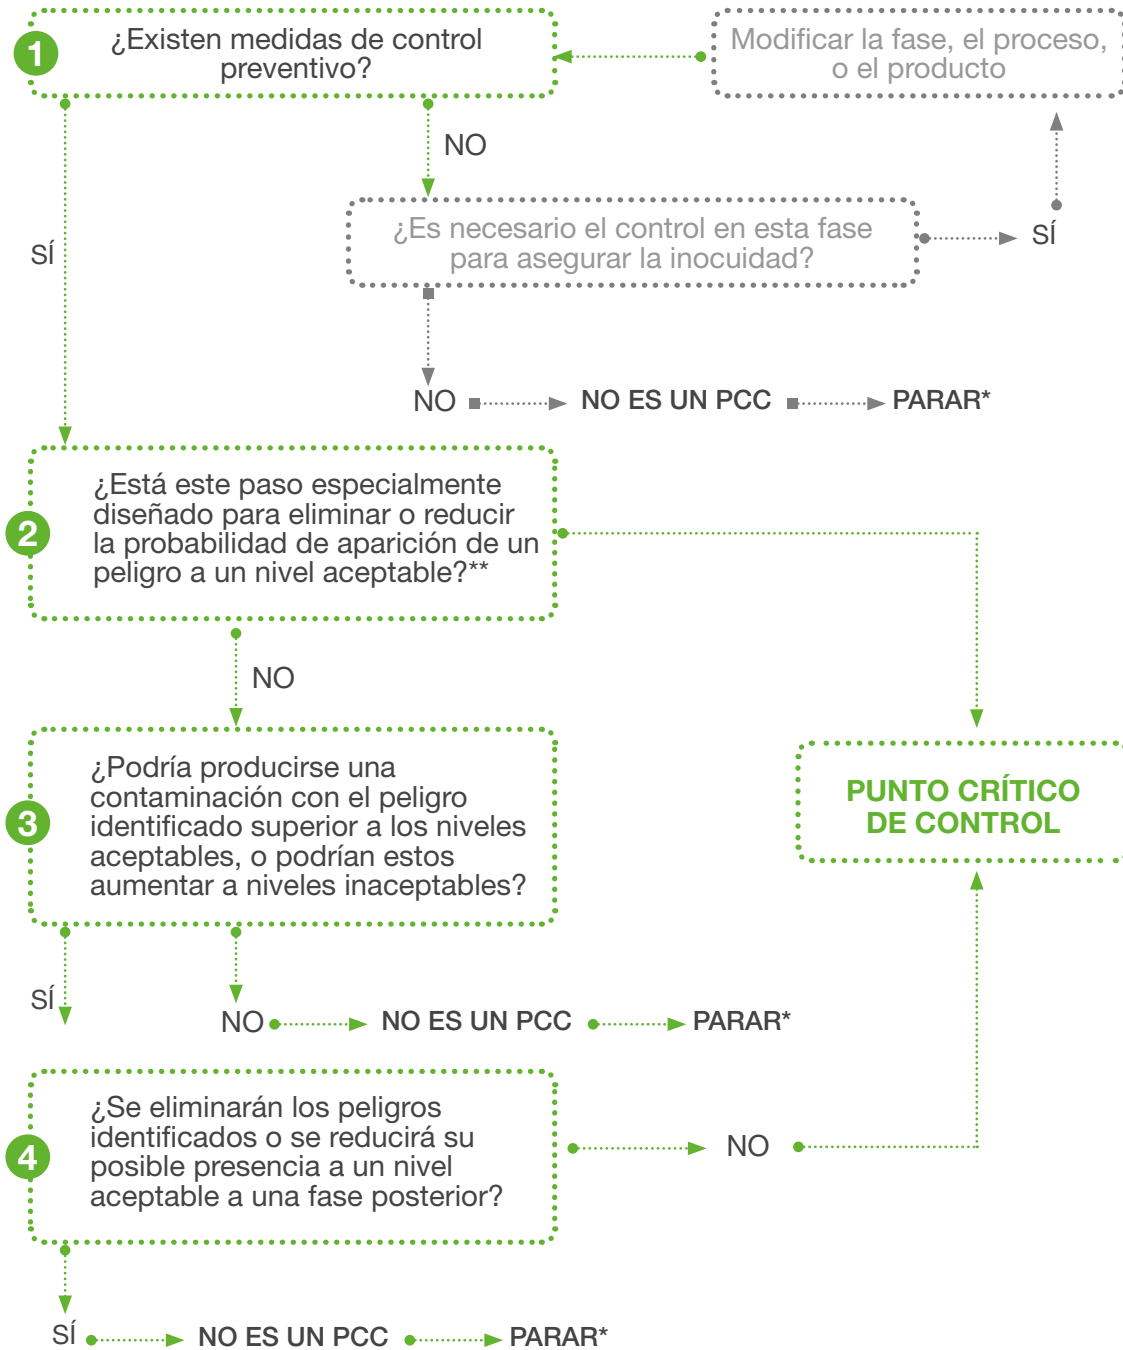 1
¿Existen medidas de control
preventivo?
Modificar la fase, el proceso,
o el producto
NO
SÍ
¿Es necesario el control en esta fase
para asegurar la inocuidad?
SÍ
NO
NO ES UN PCC
PARAR*
2
¿Está este paso especialmente
diseñado para eliminar o reducir
la probabilidad de aparición de un
peligro a un nivel aceptable?**
NO
3
¿Podría producirse una
contaminación con el peligro
identificado superior a los niveles
aceptables, o podrían estos
aumentar a niveles inaceptables?
PUNTO CRÍTICO
DE CONTROL
SÍ
NO
NO ES UN PCC
PARAR*
4
¿Se eliminarán los peligros
identificados o se reducirá su
posible presencia a un nivel
aceptable a una fase posterior?
NO
SÍ
NO ES UN PCC
PARAR*